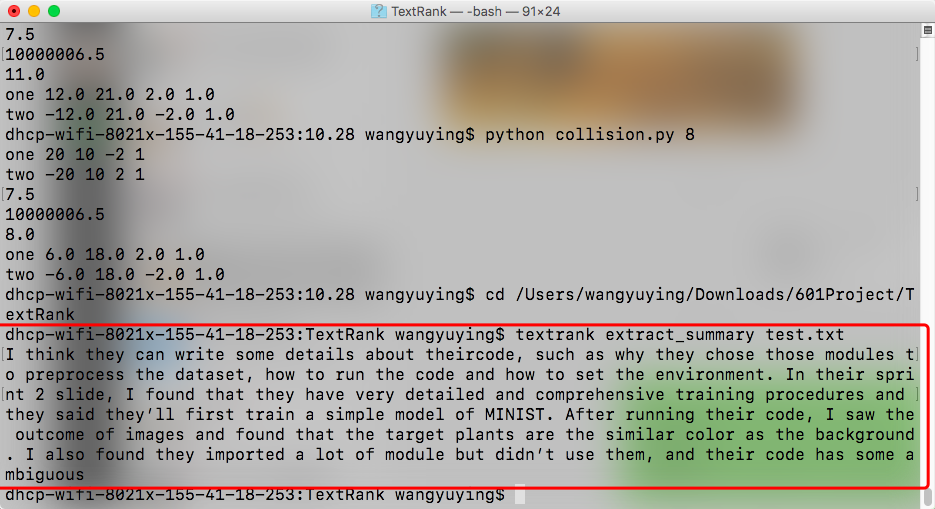 TextRank — -bash — 91×24
7.5
[10000006.5 ]
11.0
one 12.0 21.0 2.0 1.0
two -12.0 21.0 -2.0 1.0
dhcp-wifi-8021x-155-41-18-253:10.28 wangyuying$ python collision.py 8
one 20 10 -2 1
two -20 10 2 1
[7.5 ]
10000006.5
8.0
one 6.0 18.0 2.0 1.0
two -6.0 18.0 -2.0 1.0
dhcp-wifi-8021x-155-41-18-253:10.28 wangyuying$ cd /Users/wangyuying/Downloads/601Project/T
extRank
dhcp-wifi-8021x-155-41-18-253:TextRank wangyuying$ textrank extract_summary test.txt
[I think they can write some details about theircode, such as why they chose those modules t]
o preprocess the dataset, how to run the code and how to set the environment. In their spri
[nt 2 slide, I found that they have very detailed and comprehensive training procedures and ]
they said they’ll first train a simple model of MINIST. After running their code, I saw the
 outcome of images and found that the target plants are the similar color as the background
. I also found they imported a lot of module but didn’t use them, and their code has some a
mbiguous
dhcp-wifi-8021x-155-41-18-253:TextRank wangyuying$